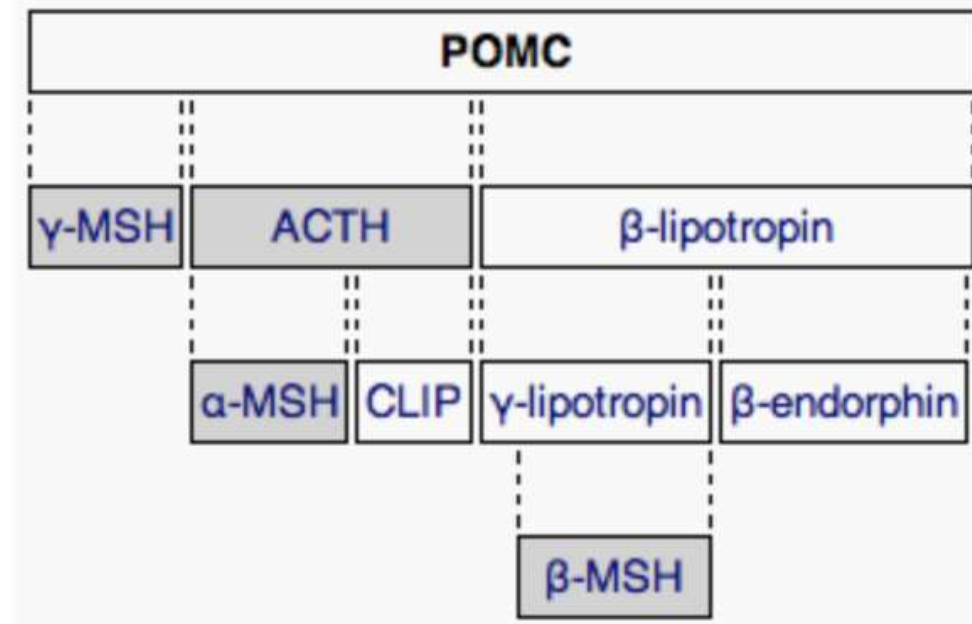 POMC
γ-MSH ACTH β-lipotropin
α-MSH CLIP γ-lipotropin β-endorphin
β-MSH